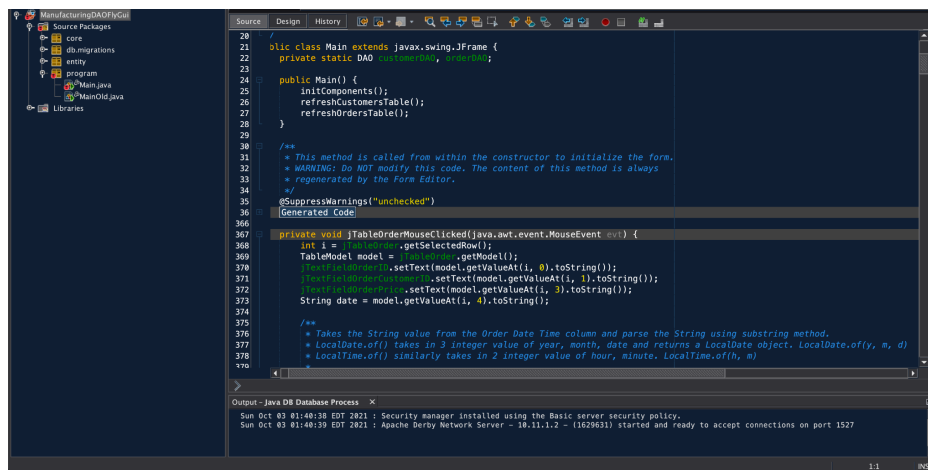 ManufacturingDAOFlyGui
Source Packages
core
db.migrations
entity
program
Main.java
MainOld.java
Libraries
Source Design History
20 /
21 blic class Main extends javax.swing.JFrame {
22 private static DAO customerDAO, orderDAO;
23
24 public Main() {
25 initComponents();
26 refreshCustomersTable();
27 refreshOrdersTable();
28 }
29
30 /**
31 * This method is called from within the constructor to initialize the form.
32 * WARNING: Do NOT modify this code. The content of this method is always
33 * regenerated by the Form Editor.
34 */
35 @SuppressWarnings("unchecked")
36 Generated Code
366
367 private void jTableOrderMouseClicked(java.awt.event.MouseEvent evt) {
368 int i = jTableOrder.getSelectedRow();
369 TableModel model = jTableOrder.getModel();
370 jTextFieldOrderID.setText(model.getValueAt(i, 0).toString());
371 jTextFieldOrderCustomerID.setText(model.getValueAt(i, 1).toString());
372 jTextFieldOrderPrice.setText(model.getValueAt(i, 3).toString());
373 String date = model.getValueAt(i, 4).toString();
374
375 /**
376 * Takes the String value from the Order Date Time column and parse the String using substring method.
377 * LocalDate.of() takes in 3 integer value of year, month, date and returns a LocalDate object. LocalDate.of(y, m, d)
378 * LocalTime.of() similarly takes in 2 integer value of hour, minute. LocalTime.of(h, m)
379 *
Output - Java DB Database Process ×
Sun Oct 03 01:40:38 EDT 2021 : Security manager installed using the Basic server security policy.
Sun Oct 03 01:40:39 EDT 2021 : Apache Derby Network Server - 10.11.1.2 - (1629631) started and ready to accept connections on port 1527
1:1 INS